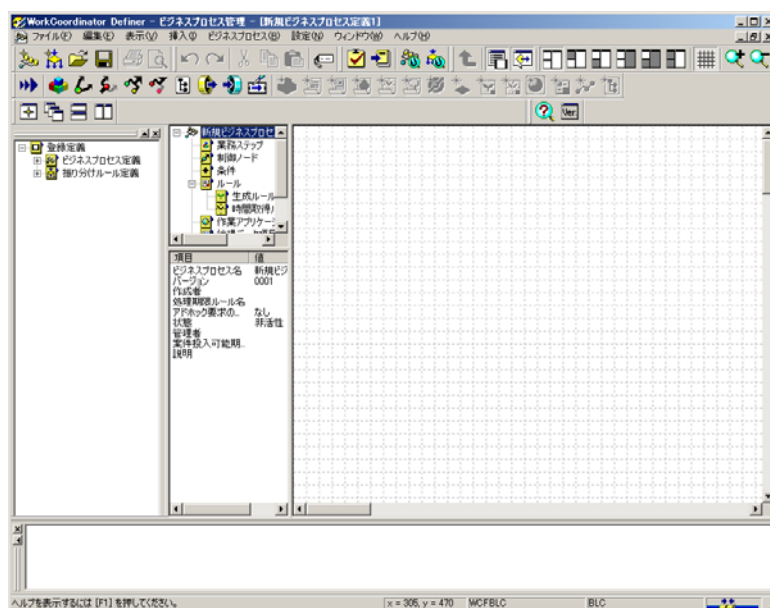 WorkCoordinator Definer - ビジネスプロセス管理 - [新規ビジネスプロセス定義1]
ファイル(F) 編集(E) 表示(V) 挿入(I) ビジネスプロセス(B) 設定(N) ウィンドウ(W) ヘルプ(H)
Ver
登録定義
ビジネスプロセス定義
振り分けルール定義
新規ビジネスプロセ
業務ステップ
制御ノード
条件
ルール
生成ルール
時間取得
作業アプリケー
項目 値
ビジネスプロセス名 新規ビジ
バージョン 0001
作成者
処理期限ルール名
アドホック要求の... なし
状態 非活性
管理者
案件投入可能期...
説明
ヘルプを表示するには [F1] を押してください。 x = 305, y = 470 WCFBLC BLC